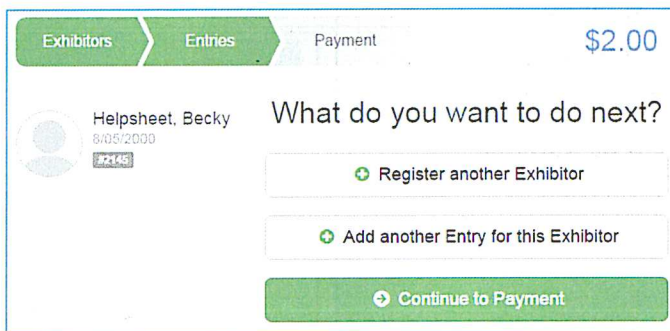 Exhibitors
Entries
Payment
$2.00
Helpsheet, Becky
8/05/2000
#2145
What do you want to do next?
Register another Exhibitor
Add another Entry for this Exhibitor
Continue to Payment